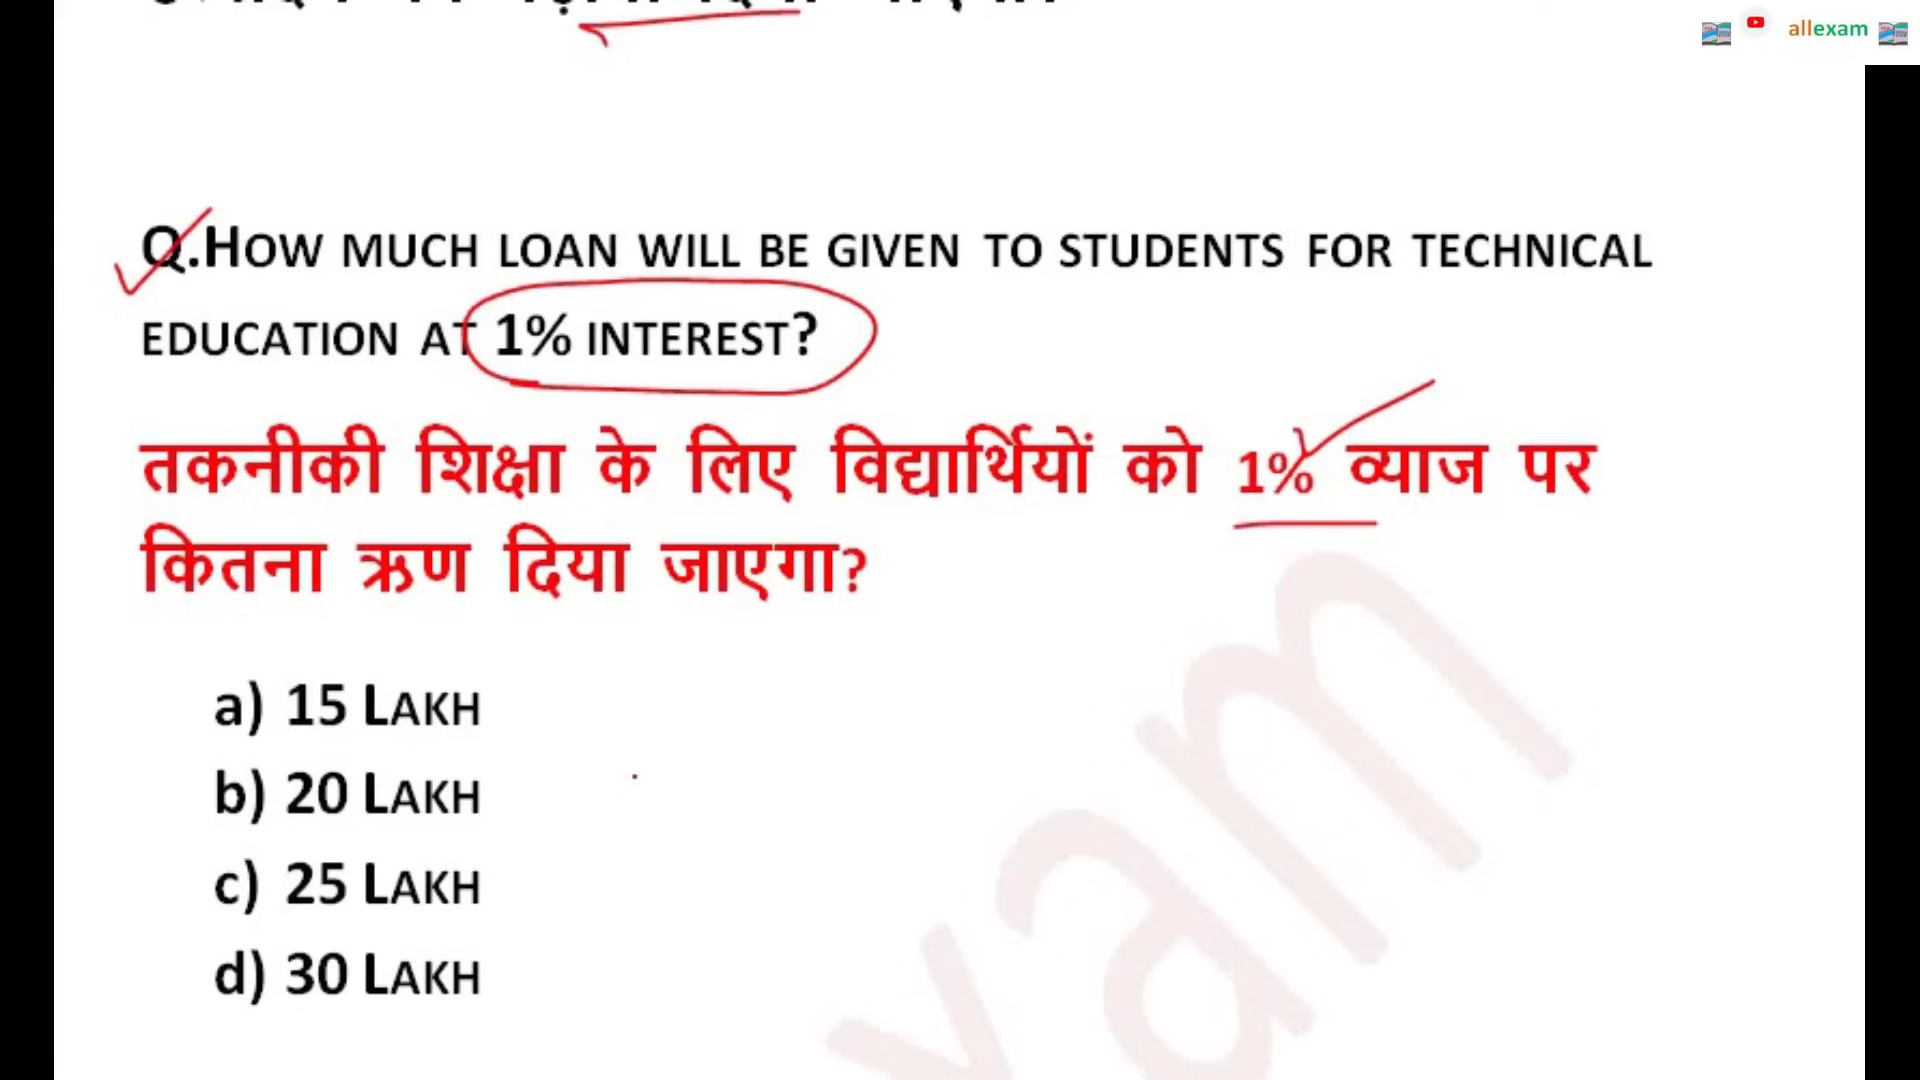 allexam
Q.HOW MUCH LOAN WILL BE GIVEN TO STUDENTS FOR TECHNICAL
EDUCATION AT 1% INTEREST?
तकनीकी शिक्षा के लिए विद्यार्थियों को 1% व्याज पर
कितना ऋण दिया जाएगा?
a) 15 LAKH
b) 20 LAKH
c) 25 LAKH
d) 30 LAKH
xam